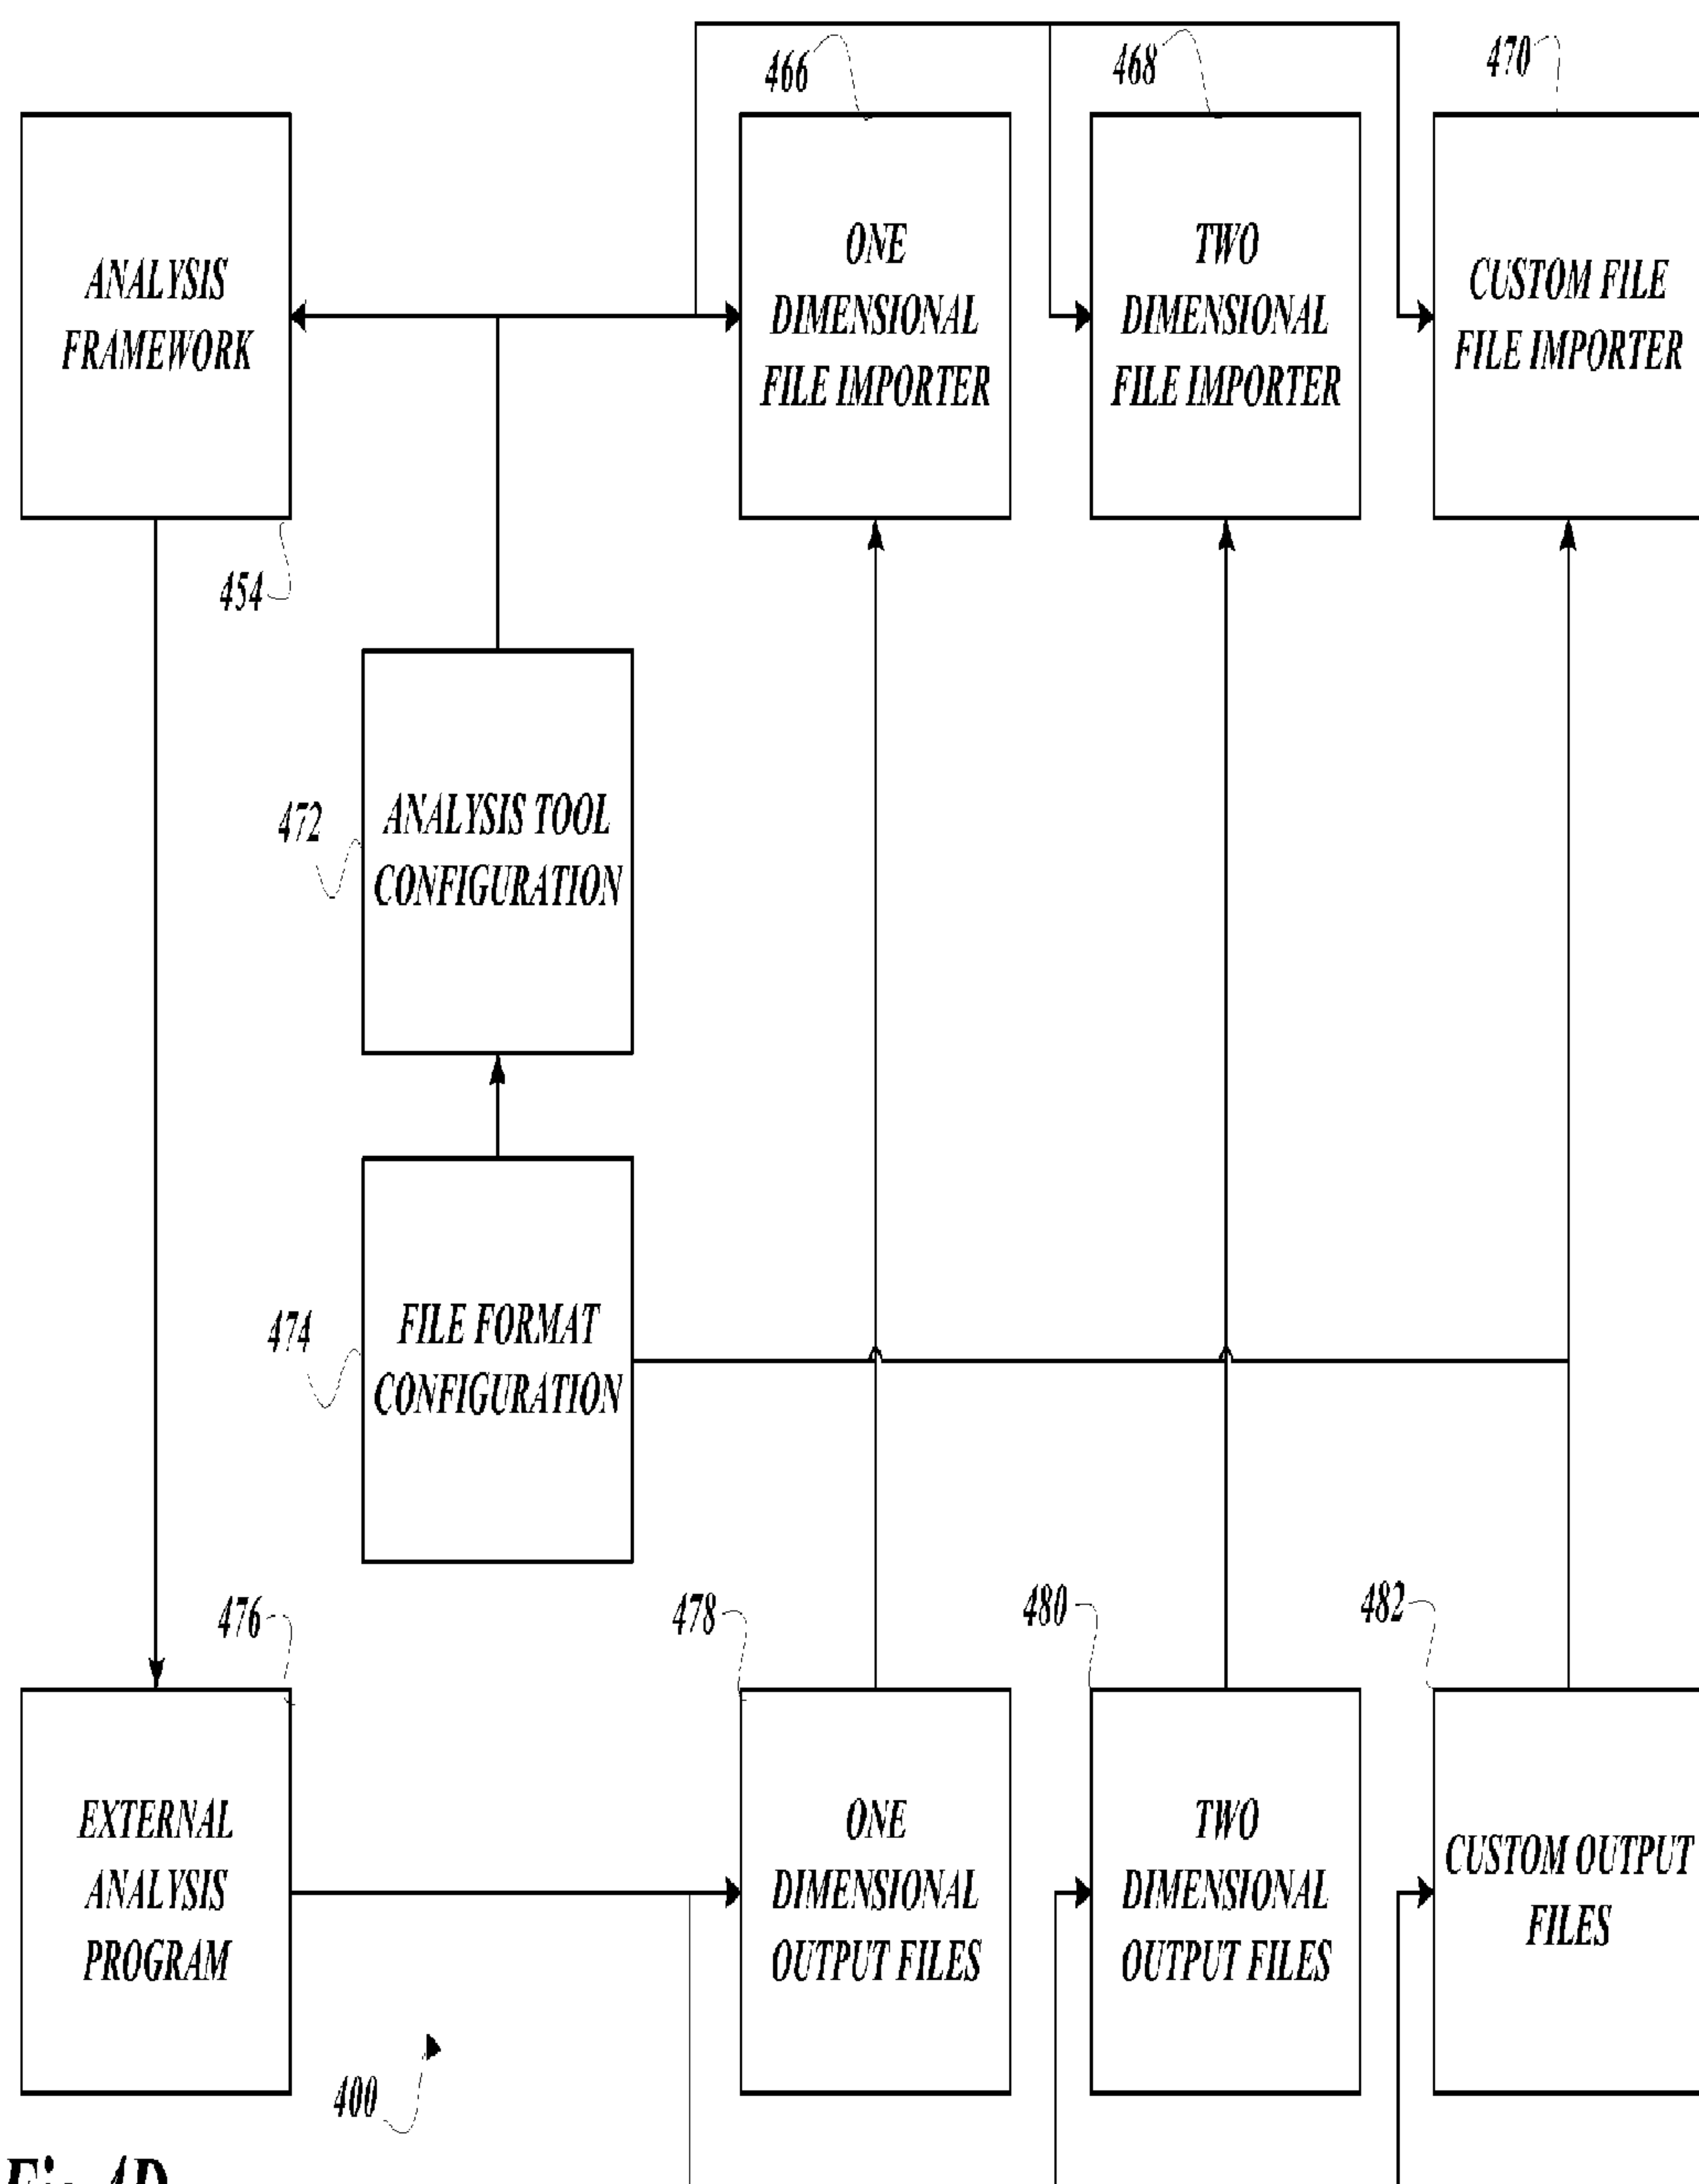 466
468
470
ANALYSIS
FRAMEWORK
ONE
DIMENSIONAL
FILE IMPORTER
TWO
DIMENSIONAL
FILE IMPORTER
CUSTOM FILE
FILE IMPORTER
454
472
ANALYSIS TOOL
CONFIGURATION
474
FILE FORMAT
CONFIGURATION
476
478
480
482
EXTERNAL
ANALYSIS
PROGRAM
ONE
DIMENSIONAL
OUTPUT FILES
TWO
DIMENSIONAL
OUTPUT FILES
CUSTOM OUTPUT
FILES
400